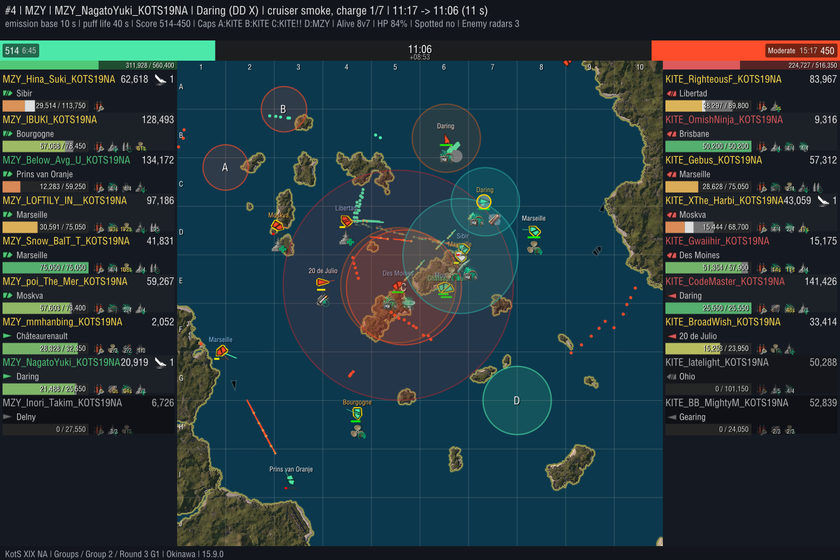 #4 | MZY | MZY_NagatoYuki_KOTS19NA | Daring (DD X) | cruiser smoke, charge 1/7 | 11:17 -> 11:06 (11 s)
emission base 10 s | puff life 40 s | Score 514-450 | Caps A:KITE B:KITE C:KITE!! D:MZY | Alive 8v7 | HP 84% | Spotted no | Enemy radars 3
514 6:45
11:06
+08:53
Moderate 15:17 450
311,928 / 560,400
224,727 / 516,350
MZY_Hina_Suki_KOTS19NA 62,618 1
Sibir
29,514 / 113,750
MZY_IBUKI_KOTS19NA 128,493
Bourgogne
MZY_Below_Avg_U_KOTS19NA 134,172
Prins van Oranje
12,283 / 59,250
MZY_LOFTILY_IN__KOTS19NA 97,186
Marseille
30,591 / 75,050
MZY_Snow_BalT_T_KOTS19NA 41,831
Marseille
75,050 / 75,050
MZY_poi_The_Mer_KOTS19NA 59,267
Moskva
MZY_mmhanbing_KOTS19NA 2,052
Châteaurenault
MZY_NagatoYuki_KOTS19NA 20,919 1
Daring
MZY_Inori_Takim_KOTS19NA 6,726
Delny
0 / 27,550
1 2 3 4 5 6 7 8
A
B
C
D
E
G
B
A
Daring
Daring
Libertad
Moskva
Marseille
Sibir
20 de Julio
Des Moines
Marseille
D
Bourgogne
Prins van Oranje
KITE_RighteousF_KOTS19NA 83,967
Libertad
KITE_OmishNinja_KOTS19NA 9,316
Brisbane
50,200 / 50,200
KITE_Gebus_KOTS19NA 57,312
Marseille
28,628 / 75,050
KITE_XThe_Harbi_KOTS19NA 43,059 1
Moskva
15,444 / 68,700
KITE_Gwaiihir_KOTS19NA 15,175
Des Moines
KITE_CodeMaster_KOTS19NA 141,426
Daring
25,550 / 25,550
KITE_BroadWish_KOTS19NA 33,414
20 de Julio
KITE_latelight_KOTS19NA 50,288
Ohio
0 / 101,150
KITE_BB_MightyM_KOTS19NA 52,839
Gearing
0 / 24,050
KotS XIX NA | Groups / Group 2 / Round 3 G1 | Okinawa | 15.9.0